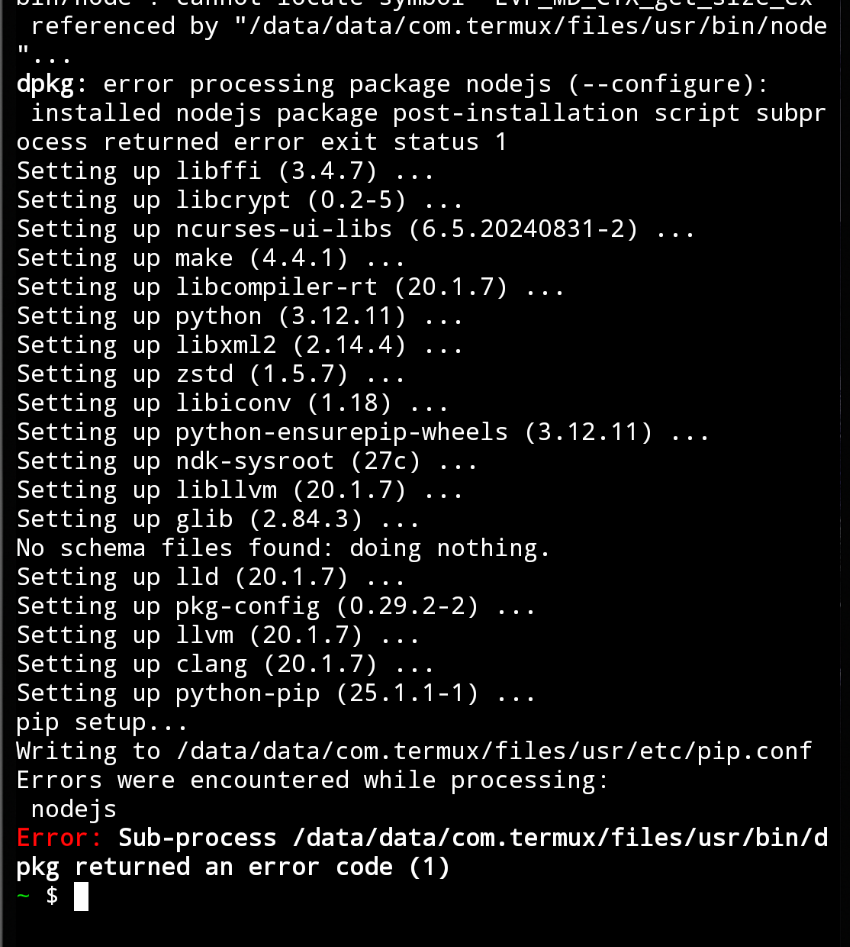 bin/node": cannot locate symbol "EVP_MD_CTX_get_size_ex"
 referenced by "/data/data/com.termux/files/usr/bin/node
"...
dpkg: error processing package nodejs (--configure):
 installed nodejs package post-installation script subpr
ocess returned error exit status 1
Setting up libffi (3.4.7) ...
Setting up libcrypt (0.2-5) ...
Setting up ncurses-ui-libs (6.5.20240831-2) ...
Setting up make (4.4.1) ...
Setting up libcompiler-rt (20.1.7) ...
Setting up python (3.12.11) ...
Setting up libxml2 (2.14.4) ...
Setting up zstd (1.5.7) ...
Setting up libiconv (1.18) ...
Setting up python-ensurepip-wheels (3.12.11) ...
Setting up ndk-sysroot (27c) ...
Setting up libllvm (20.1.7) ...
Setting up glib (2.84.3) ...
No schema files found: doing nothing.
Setting up lld (20.1.7) ...
Setting up pkg-config (0.29.2-2) ...
Setting up llvm (20.1.7) ...
Setting up clang (20.1.7) ...
Setting up python-pip (25.1.1-1) ...
pip setup...
Writing to /data/data/com.termux/files/usr/etc/pip.conf
Errors were encountered while processing:
 nodejs
Error: Sub-process /data/data/com.termux/files/usr/bin/d
pkg returned an error code (1)
~ $